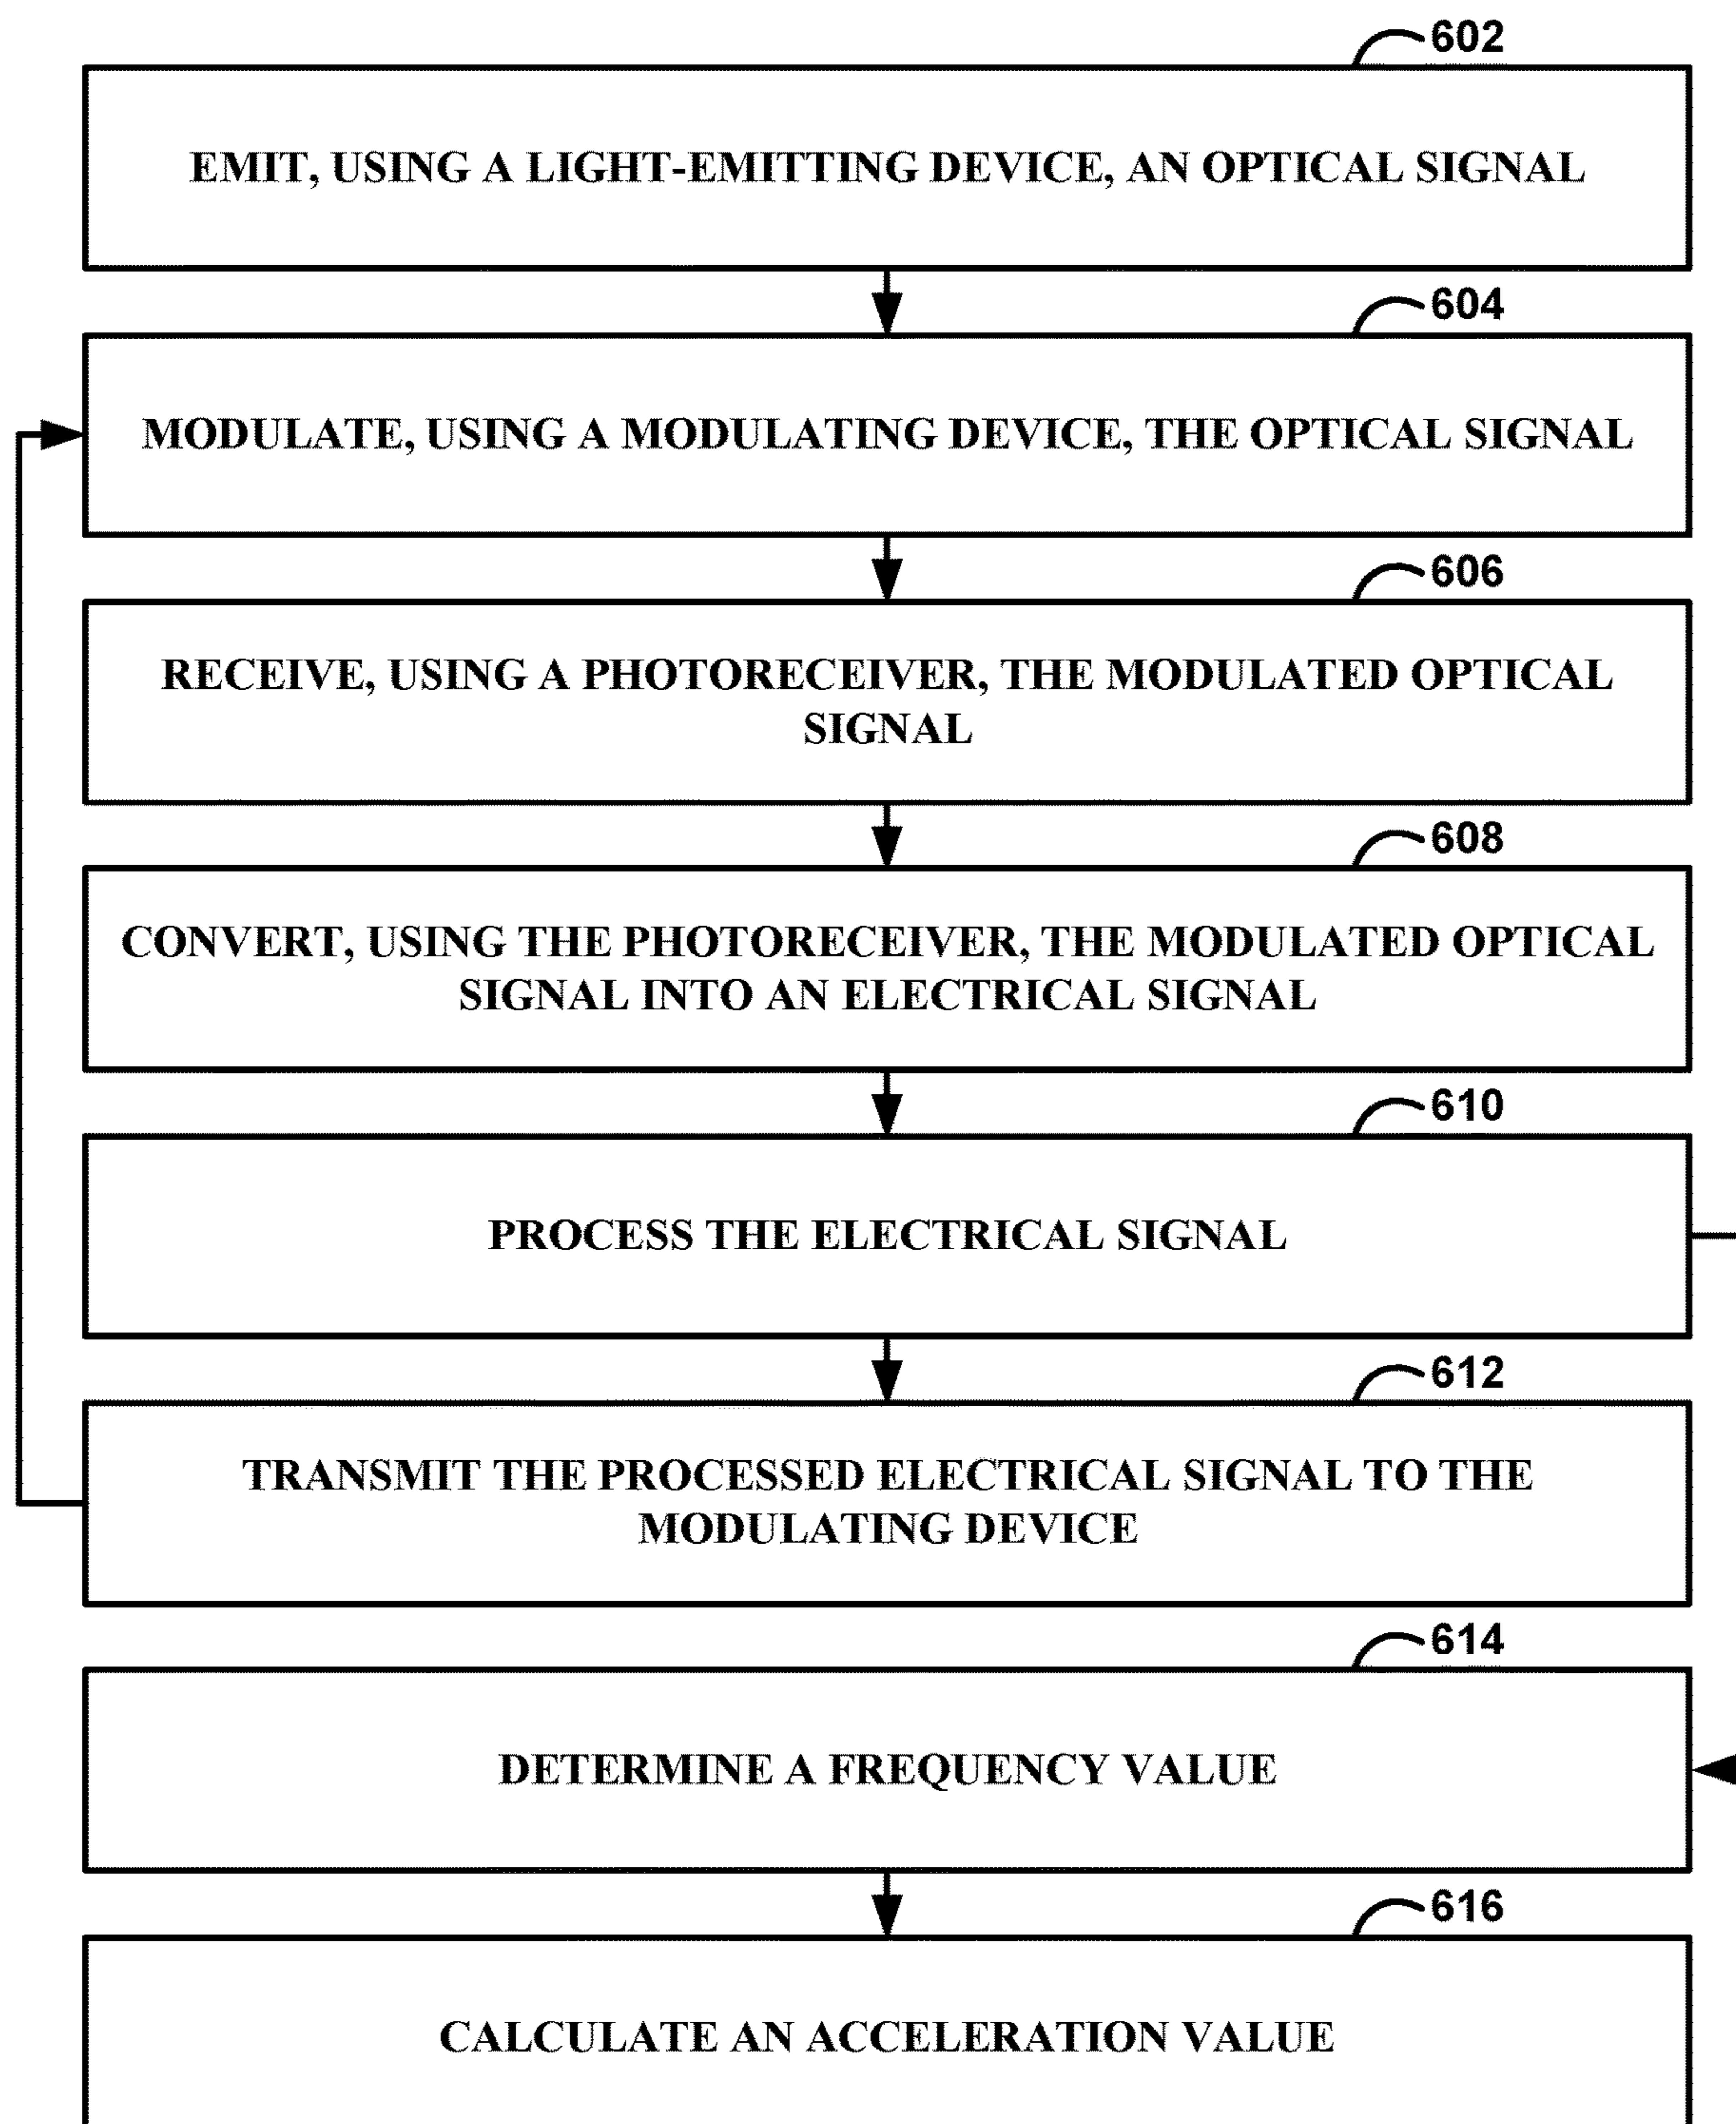 602
EMIT, USING A LIGHT-EMITTING DEVICE, AN OPTICAL SIGNAL
604
MODULATE, USING A MODULATING DEVICE, THE OPTICAL SIGNAL
606
RECEIVE, USING A PHOTORECEIVER, THE MODULATED OPTICAL
SIGNAL
608
CONVERT, USING THE PHOTORECEIVER, THE MODULATED OPTICAL
SIGNAL INTO AN ELECTRICAL SIGNAL
610
PROCESS THE ELECTRICAL SIGNAL
612
TRANSMIT THE PROCESSED ELECTRICAL SIGNAL TO THE
MODULATING DEVICE
614
DETERMINE A FREQUENCY VALUE
616
CALCULATE AN ACCELERATION VALUE